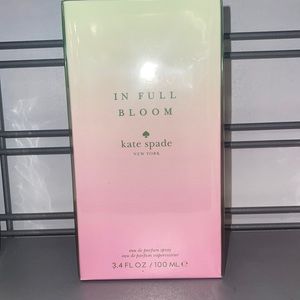 IN FULL
BLOOM
kate spade
NEW YORK
eau de parfum spray
eau de parfum vaporisateur
3.4 FL OZ / 100 ML ℮